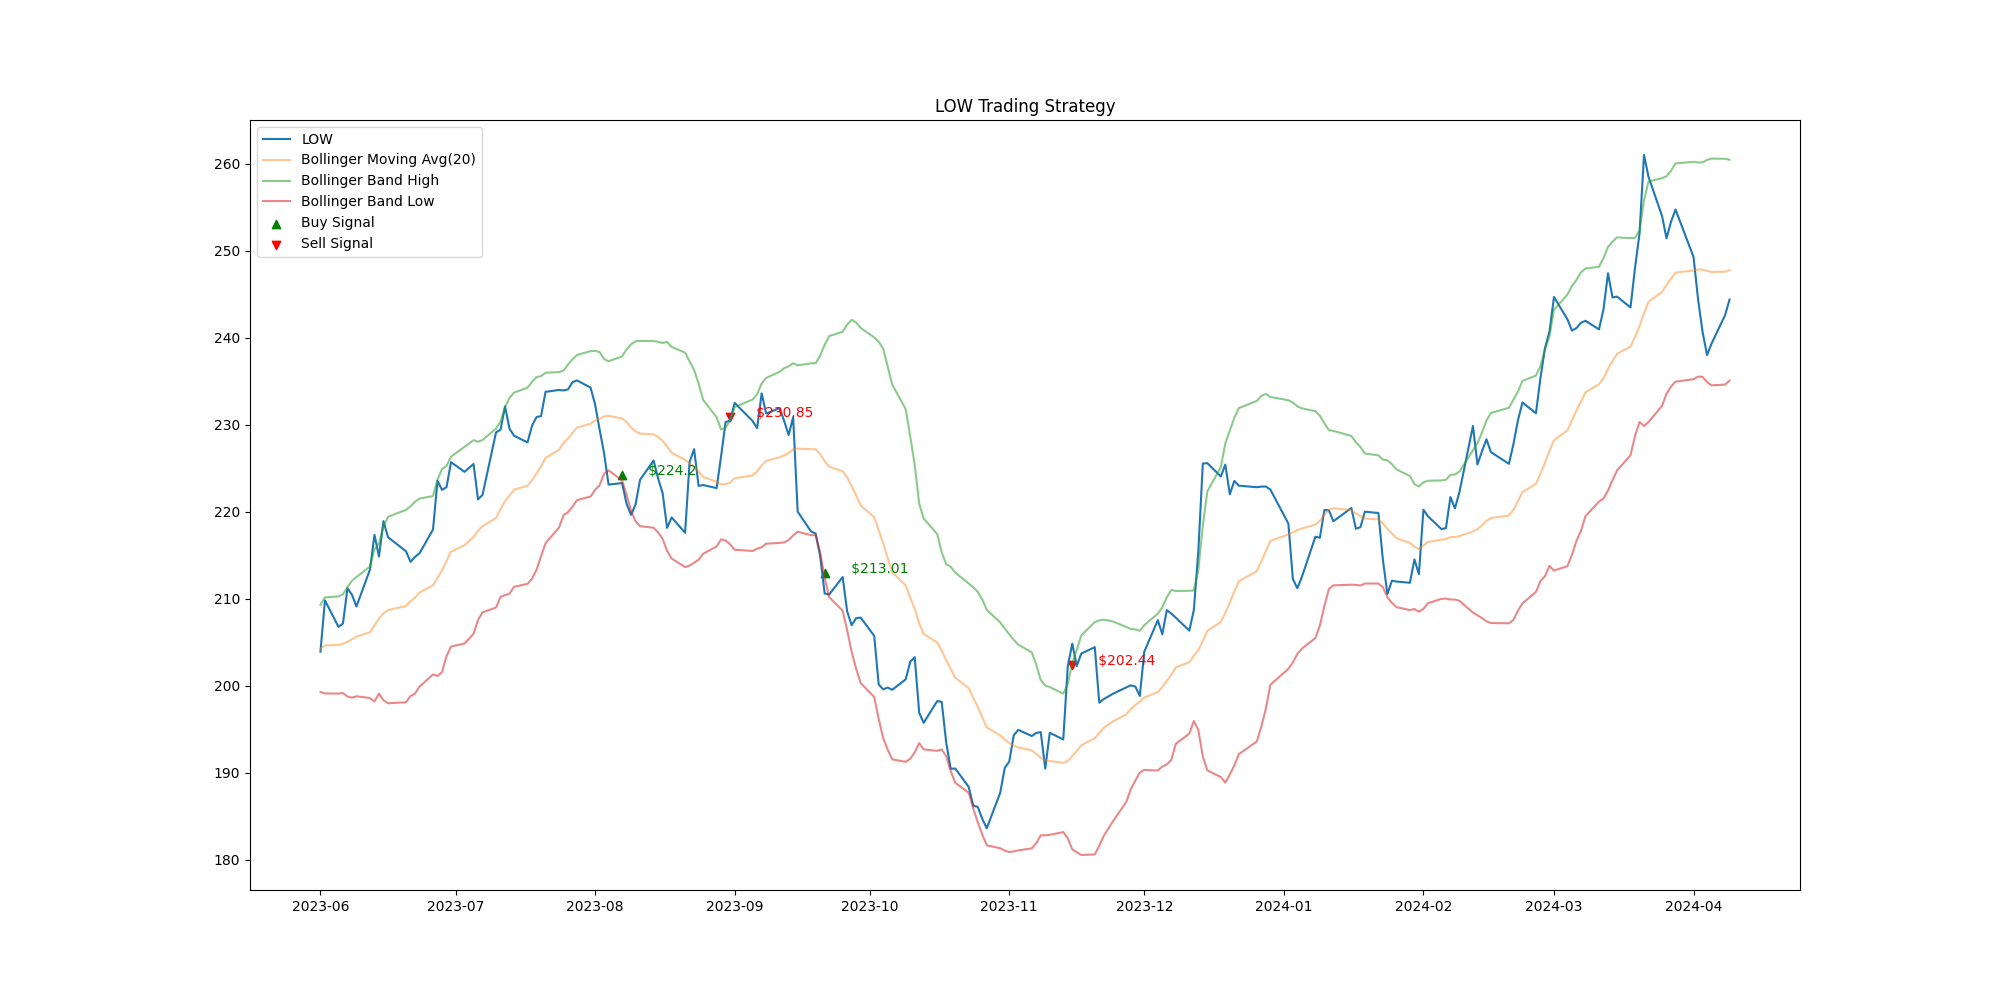 LOW Trading Strategy
LOW
Bollinger Moving Avg(20)
Bollinger Band High
Bollinger Band Low
Buy Signal
Sell Signal
260
250
240
230
220
210
200
190
180
$230.85
$224.2
$213.01
$202.44
2023-06 2023-07 2023-08 2023-09 2023-10 2023-11 2023-12 2024-01 2024-02 2024-03 2024-04